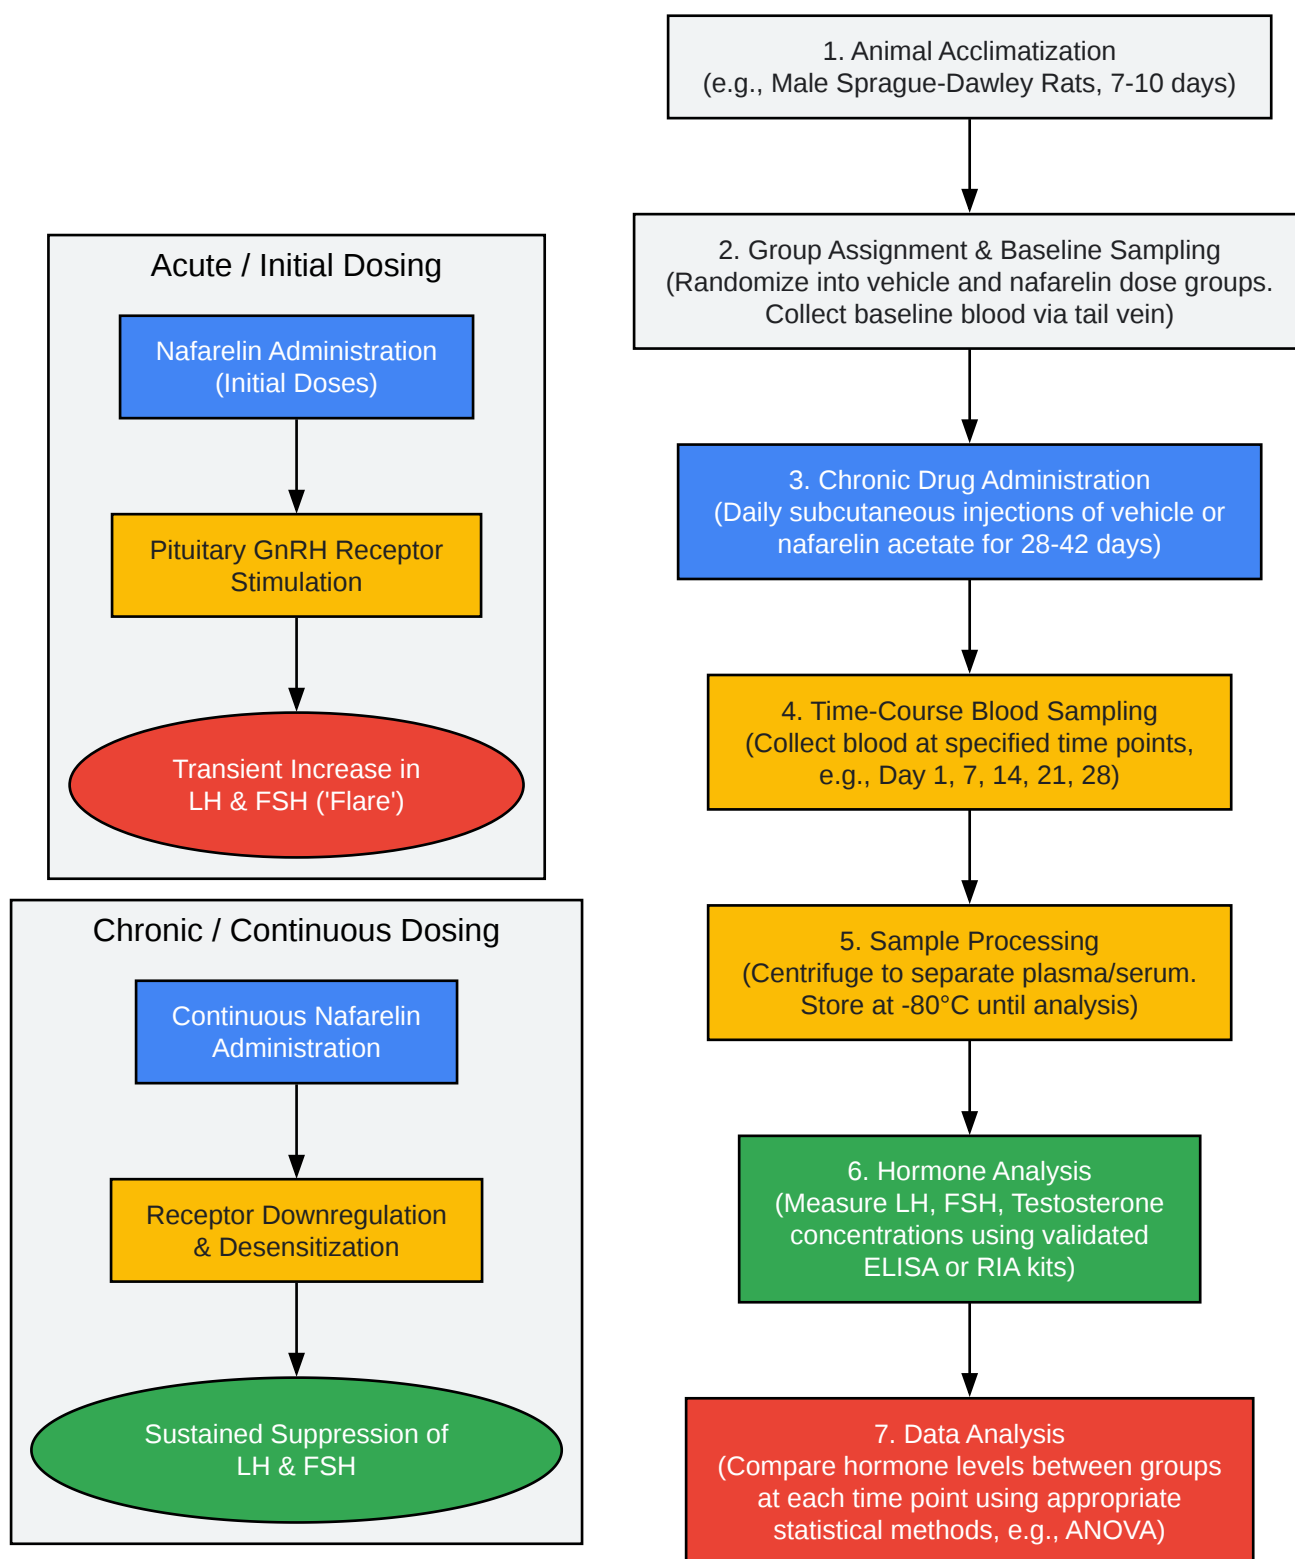 Acute / Initial Dosing
Nafarelin Administration
(Initial Doses)
Pituitary GnRH Receptor
Stimulation
Transient Increase in
LH & FSH ('Flare')
Chronic / Continuous Dosing
Continuous Nafarelin
Administration
Receptor Downregulation
& Desensitization
Sustained Suppression of
LH & FSH
1. Animal Acclimatization
(e.g., Male Sprague-Dawley Rats, 7-10 days)
2. Group Assignment & Baseline Sampling
(Randomize into vehicle and nafarelin dose groups.
Collect baseline blood via tail vein)
3. Chronic Drug Administration
(Daily subcutaneous injections of vehicle or
nafarelin acetate for 28-42 days)
4. Time-Course Blood Sampling
(Collect blood at specified time points,
e.g., Day 1, 7, 14, 21, 28)
5. Sample Processing
(Centrifuge to separate plasma/serum.
Store at -80°C until analysis)
6. Hormone Analysis
(Measure LH, FSH, Testosterone
concentrations using validated
ELISA or RIA kits)
7. Data Analysis
(Compare hormone levels between groups
at each time point using appropriate
statistical methods, e.g., ANOVA)